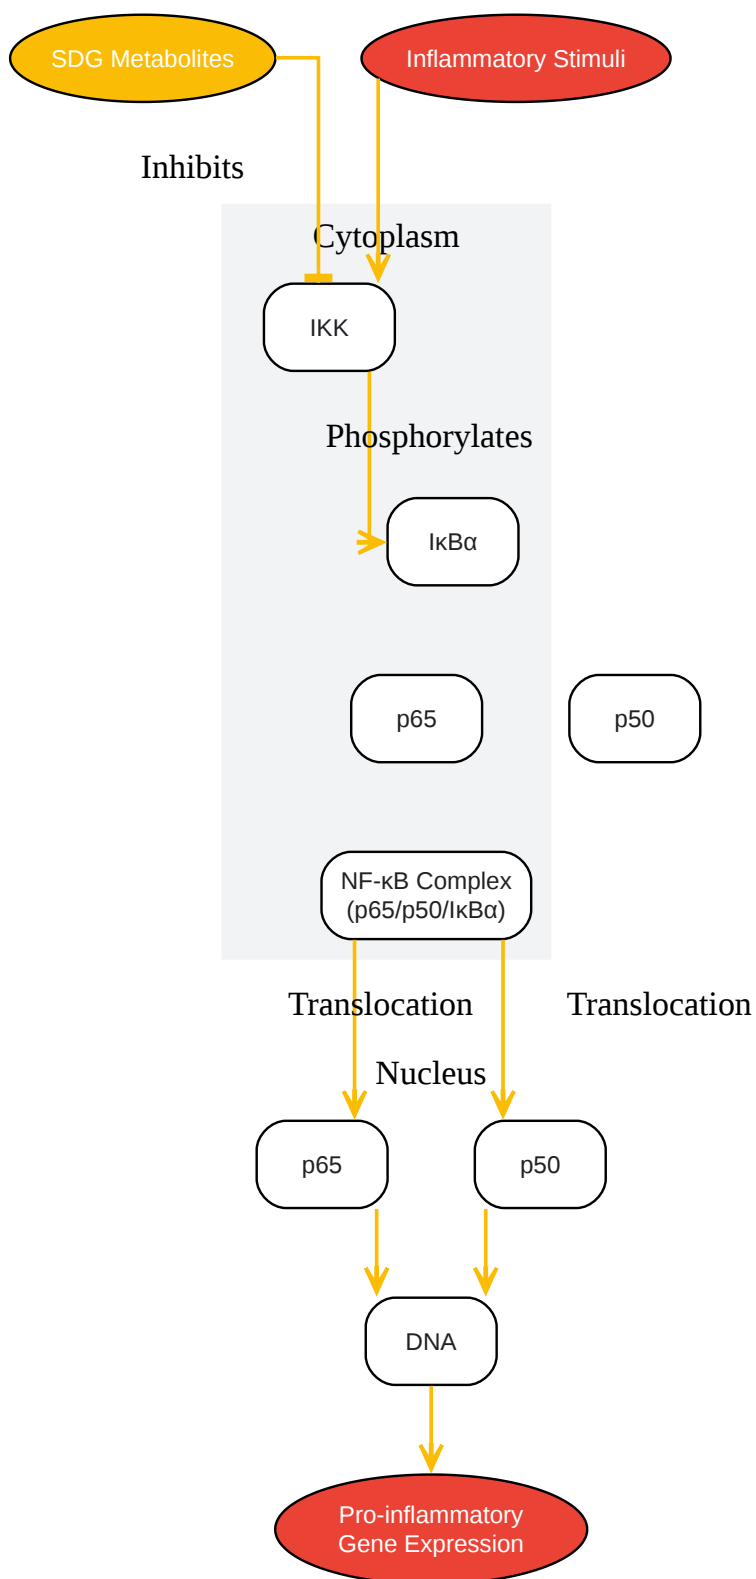 SDG Metabolites
Inflammatory Stimuli
Inhibits
Cytoplasm
IKK
Phosphorylates
IκBα
p65
p50
NF-κB Complex
(p65/p50/IκBα)
Translocation
Translocation
Nucleus
p65
p50
DNA
Pro-inflammatory
Gene Expression